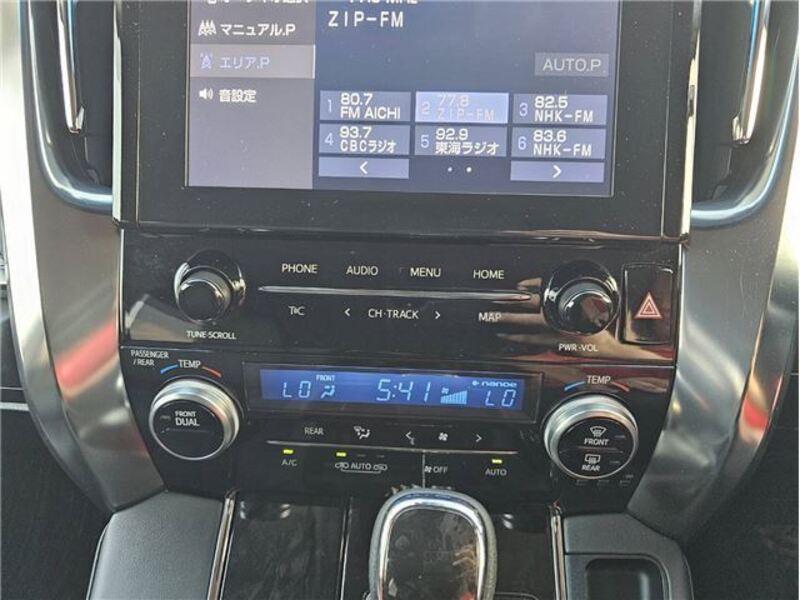 マニュアル.P
ZIP-FM
エリア.P
AUTO.P
音設定
1 80.7 FM AICHI
2 77.8 ZIP-FM
3 82.5 NHK-FM
4 93.7 CBCラジオ
5 92.9 東海ラジオ
6 83.6 NHK-FM
< >
PHONE AUDIO MENU HOME
T&C < CH·TRACK > MAP
TUNE·SCROLL
PWR·VOL
PASSENGER /REAR
TEMP
TEMP
FRONT DUAL
LO FRONT 5:41 nanoe LO
FRONT
REAR
REAR < >
A/C AUTO OFF AUTO